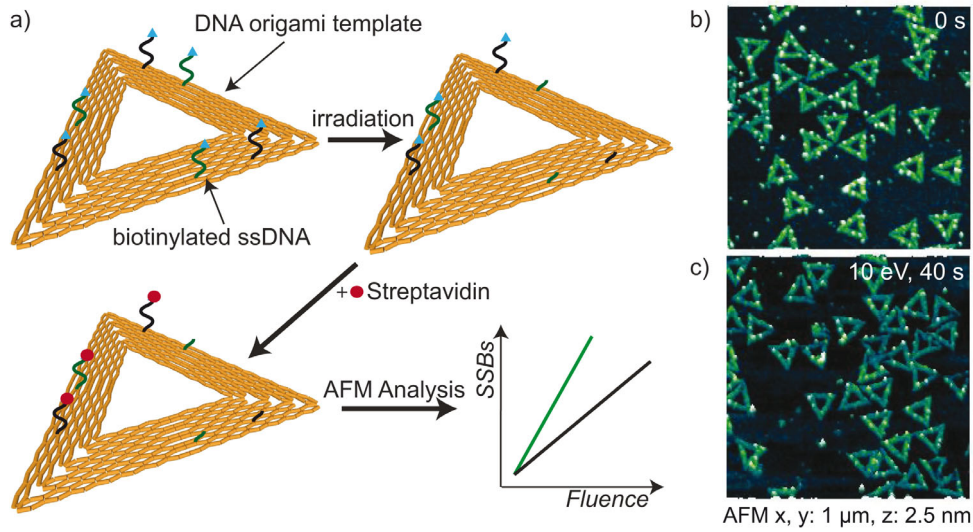 a)
DNA origami template
irradiation
biotinylated ssDNA
+ Streptavidin
AFM Analysis
SSBs
Fluence
b)
0 s
c)
10 eV, 40 s
AFM x, y: 1 µm, z: 2.5 nm